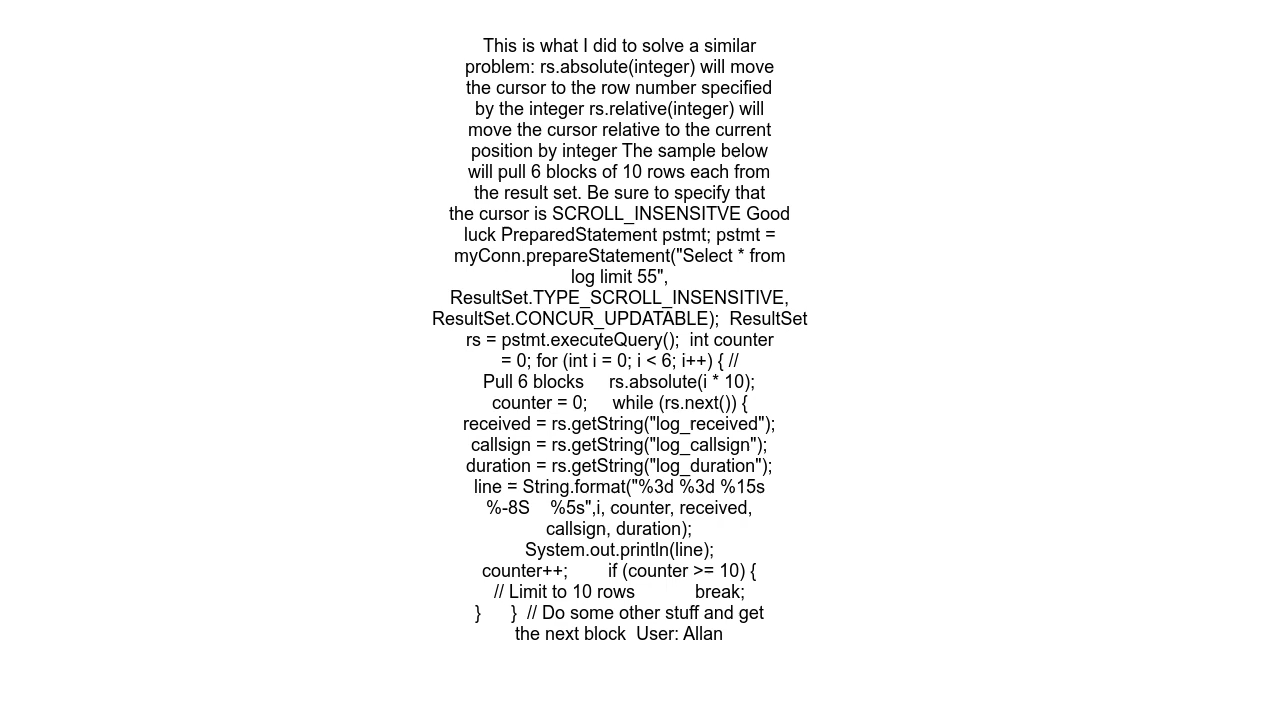 This is what I did to solve a similar
problem: rs.absolute(integer) will move
the cursor to the row number specified
by the integer rs.relative(integer) will
move the cursor relative to the current
position by integer The sample below
will pull 6 blocks of 10 rows each from
the result set. Be sure to specify that
the cursor is SCROLL_INSENSITVE Good
luck PreparedStatement pstmt; pstmt =
myConn.prepareStatement("Select * from
log limit 55",
ResultSet.TYPE_SCROLL_INSENSITIVE,
ResultSet.CONCUR_UPDATABLE);  ResultSet
rs = pstmt.executeQuery();  int counter
= 0; for (int i = 0; i < 6; i++) { //
Pull 6 blocks     rs.absolute(i * 10);
counter = 0;     while (rs.next()) {
received = rs.getString("log_received");
callsign = rs.getString("log_callsign");
duration = rs.getString("log_duration");
line = String.format("%3d %3d %15s
%-8S    %5s",i, counter, received,
callsign, duration);
System.out.println(line);
counter++;        if (counter >= 10) {
// Limit to 10 rows            break;
}      }  // Do some other stuff and get
the next block  User: Allan